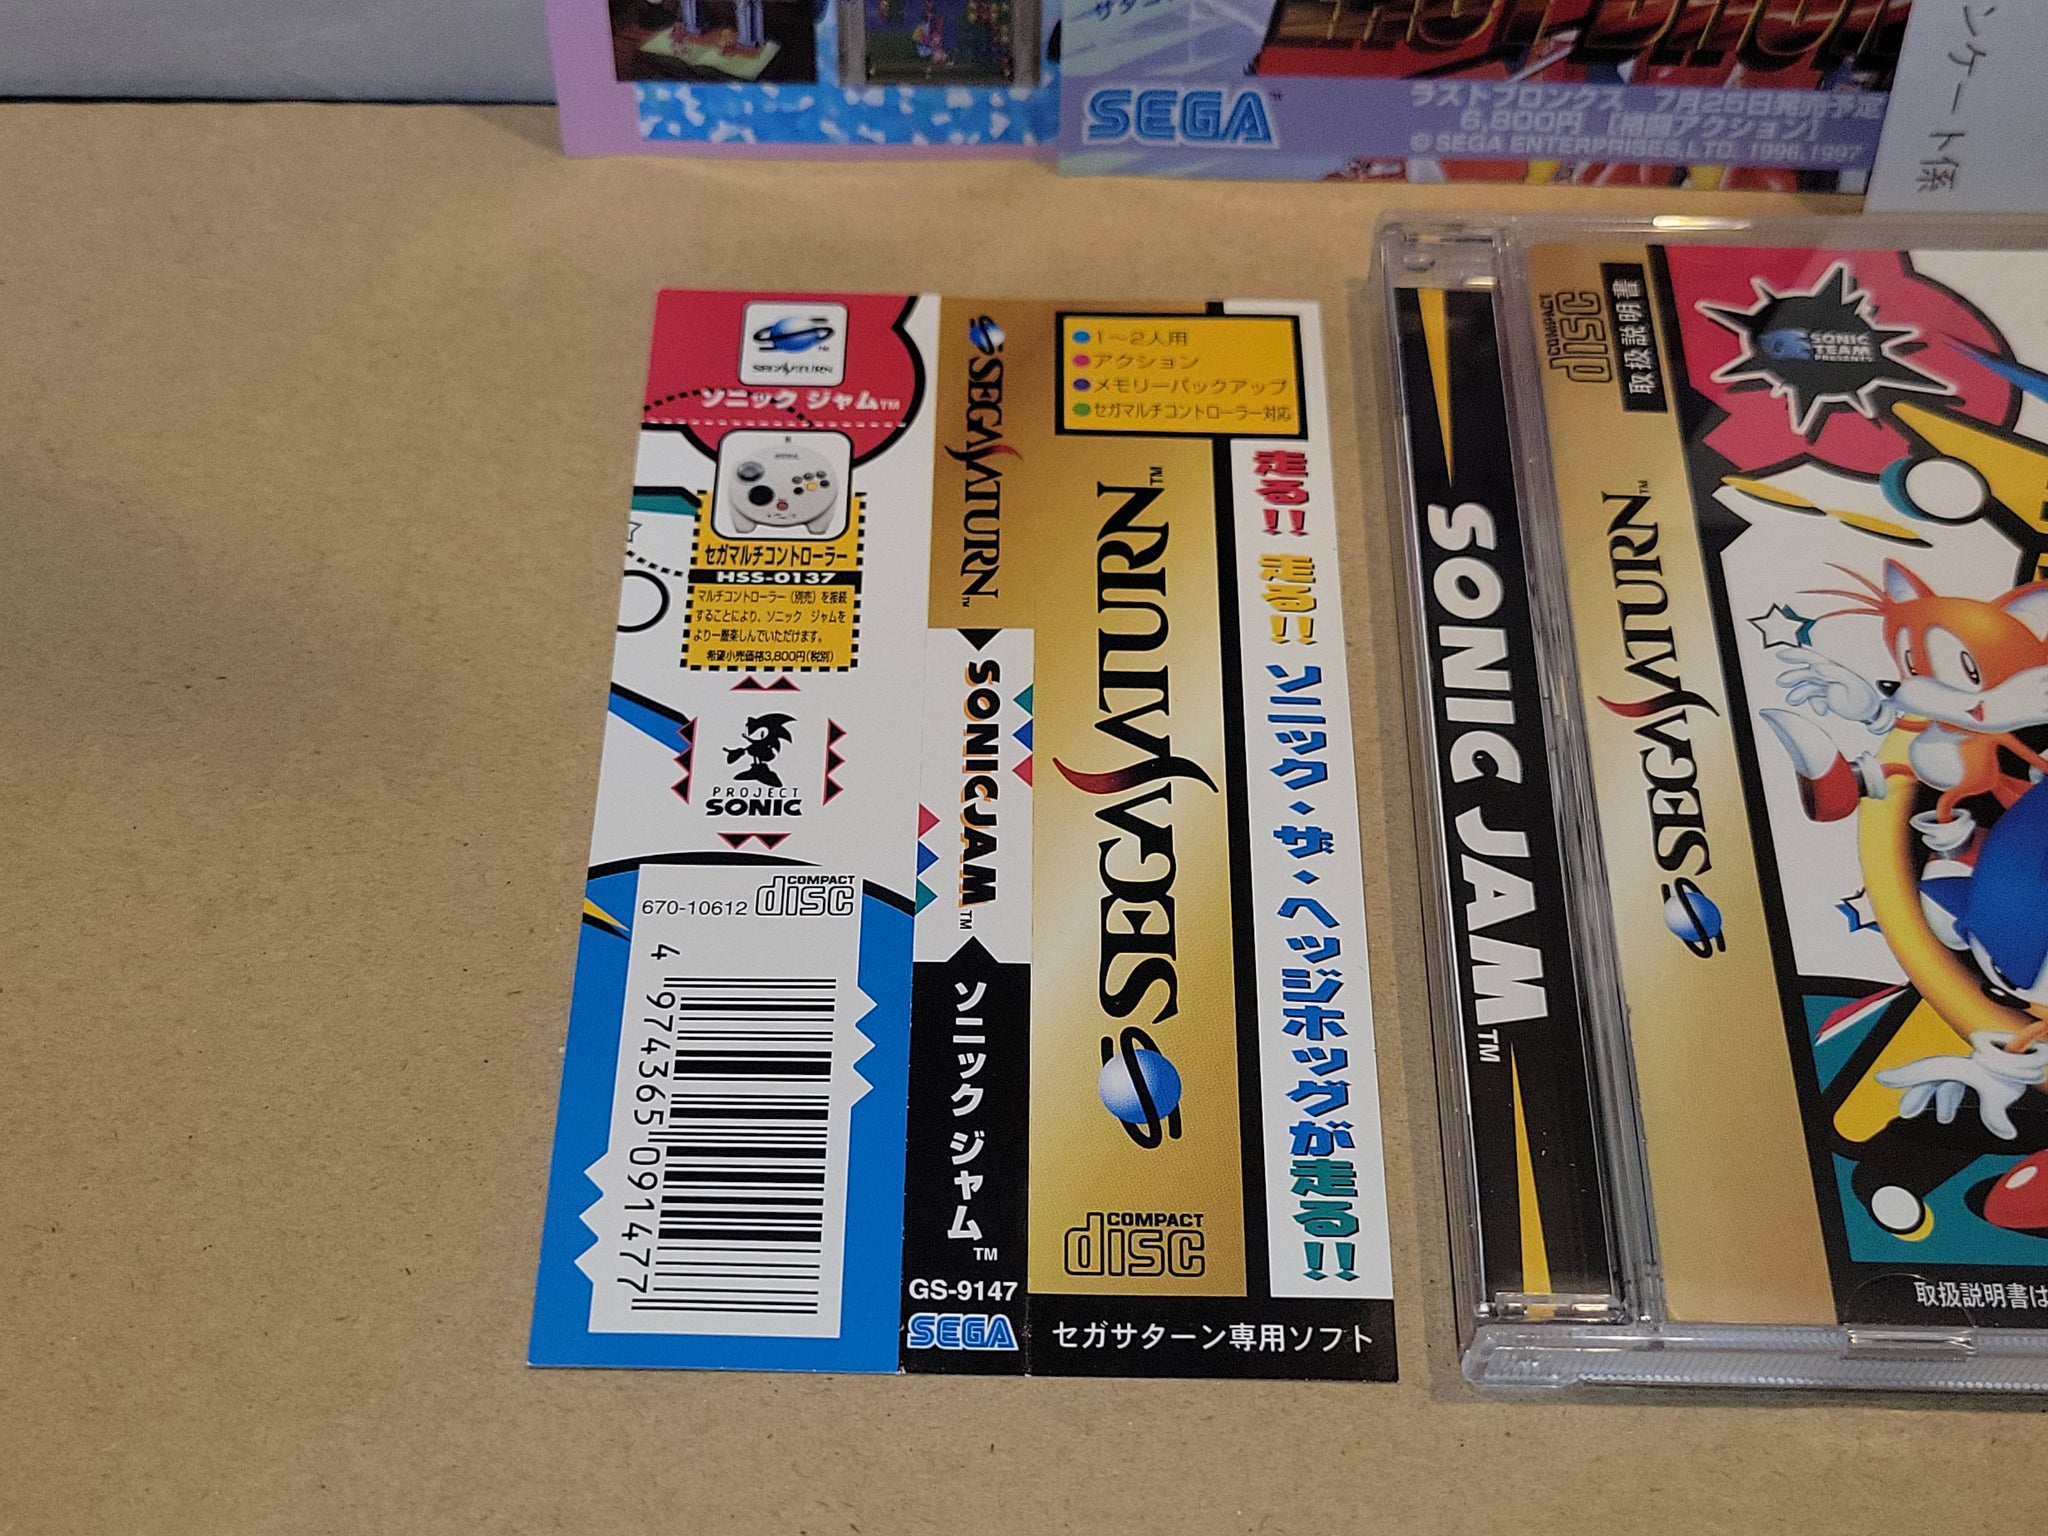 SEGA™
ラストブロンクス 7月25日発売予定
6,800円 [格闘アクション]
© SEGA ENTERPRISES,LTD. 1996,1997
ンケート係
SEGA SATURN
ソニック ジャム™
セガマルチコントローラー
HSS-0137
マルチコントローラー(別売)を接続
することにより、ソニック ジャムを
より一層楽しんでいただけます。
希望小売価格3,800円(税別)
PROJECT
SONIC
670-10612
COMPACT
disc
4 974365 091477
SEGA SATURN™
SONIC JAM™
ソニック ジャム™
GS-9147
SEGA
●1〜2人用
●アクション
●メモリーバックアップ
●セガマルチコントローラー対応
SEGA SATURN™
COMPACT
disc
走る!! 走る!! ソニック・ザ・ヘッジホッグが走る!!
セガサターン専用ソフト
SONIC JAM™
COMPACT
disc
取扱説明書
SEGA SATURN™
SONIC
TEAM
PRESENTS
取扱説明書は